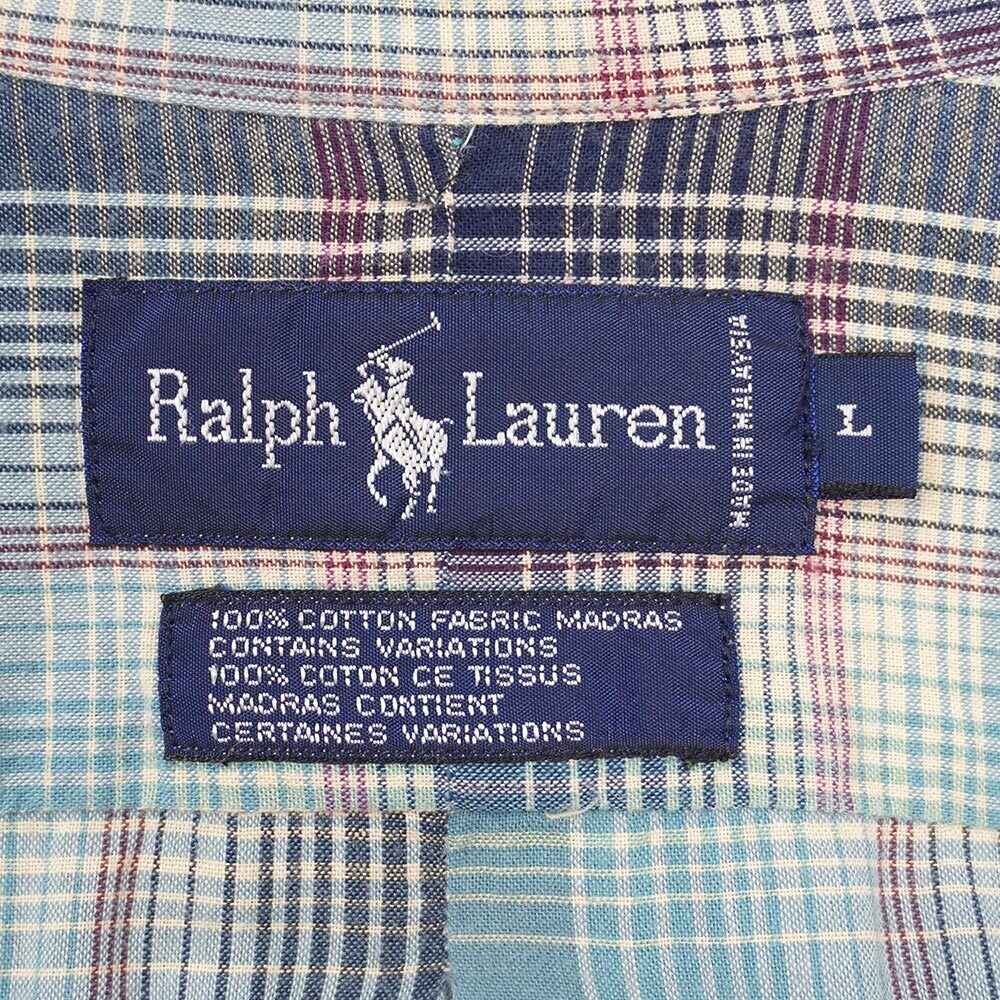 Ralph Lauren
MADE IN MALAYSIA
L
100% COTTON FABRIC MADRAS
CONTAINS VARIATIONS
100% COTON CE TISSUS
MADRAS CONTIENT
CERTAINES VARIATIONS